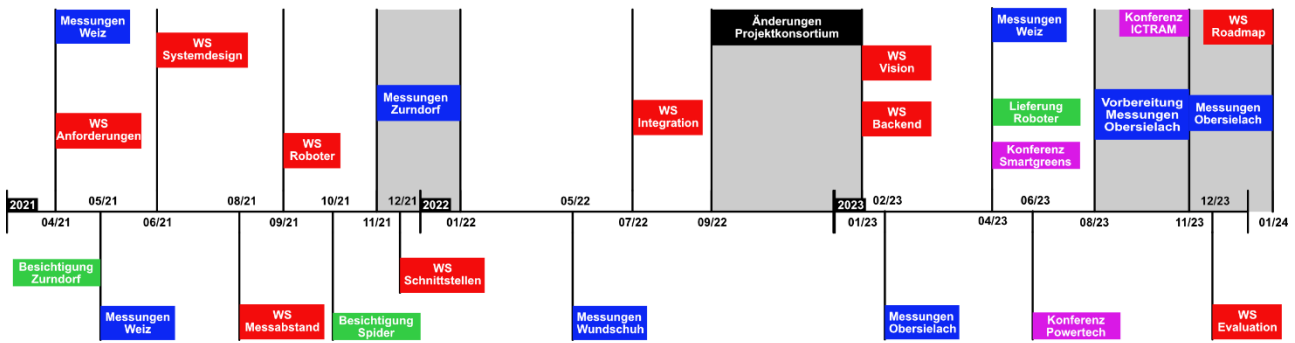 Messungen
Weiz
WS
Systemdesign
WS
Anforderungen
WS
Roboter
Messungen
Zurndorf
WS
Integration
Änderungen
Projektkonsortium
WS
Vision
WS
Backend
Messungen
Weiz
Lieferung
Roboter
Konferenz
Smartgreens
Konferenz
ICTRAM
Vorbereitung
Messungen
Obersielach
WS
Roadmap
Messungen
Obersielach
2021 05/21 08/21 10/21 12/21 2022 05/22 2023 02/23 06/23 12/23
04/21 06/21 09/21 11/21 01/22 07/22 09/22 01/23 04/23 08/23 11/23 01/24
Besichtigung
Zurndorf
Messungen
Weiz
WS
Messabstand
Besichtigung
Spider
WS
Schnittstellen
Messungen
Wundschuh
Messungen
Obersielach
Konferenz
Powertech
WS
Evaluation